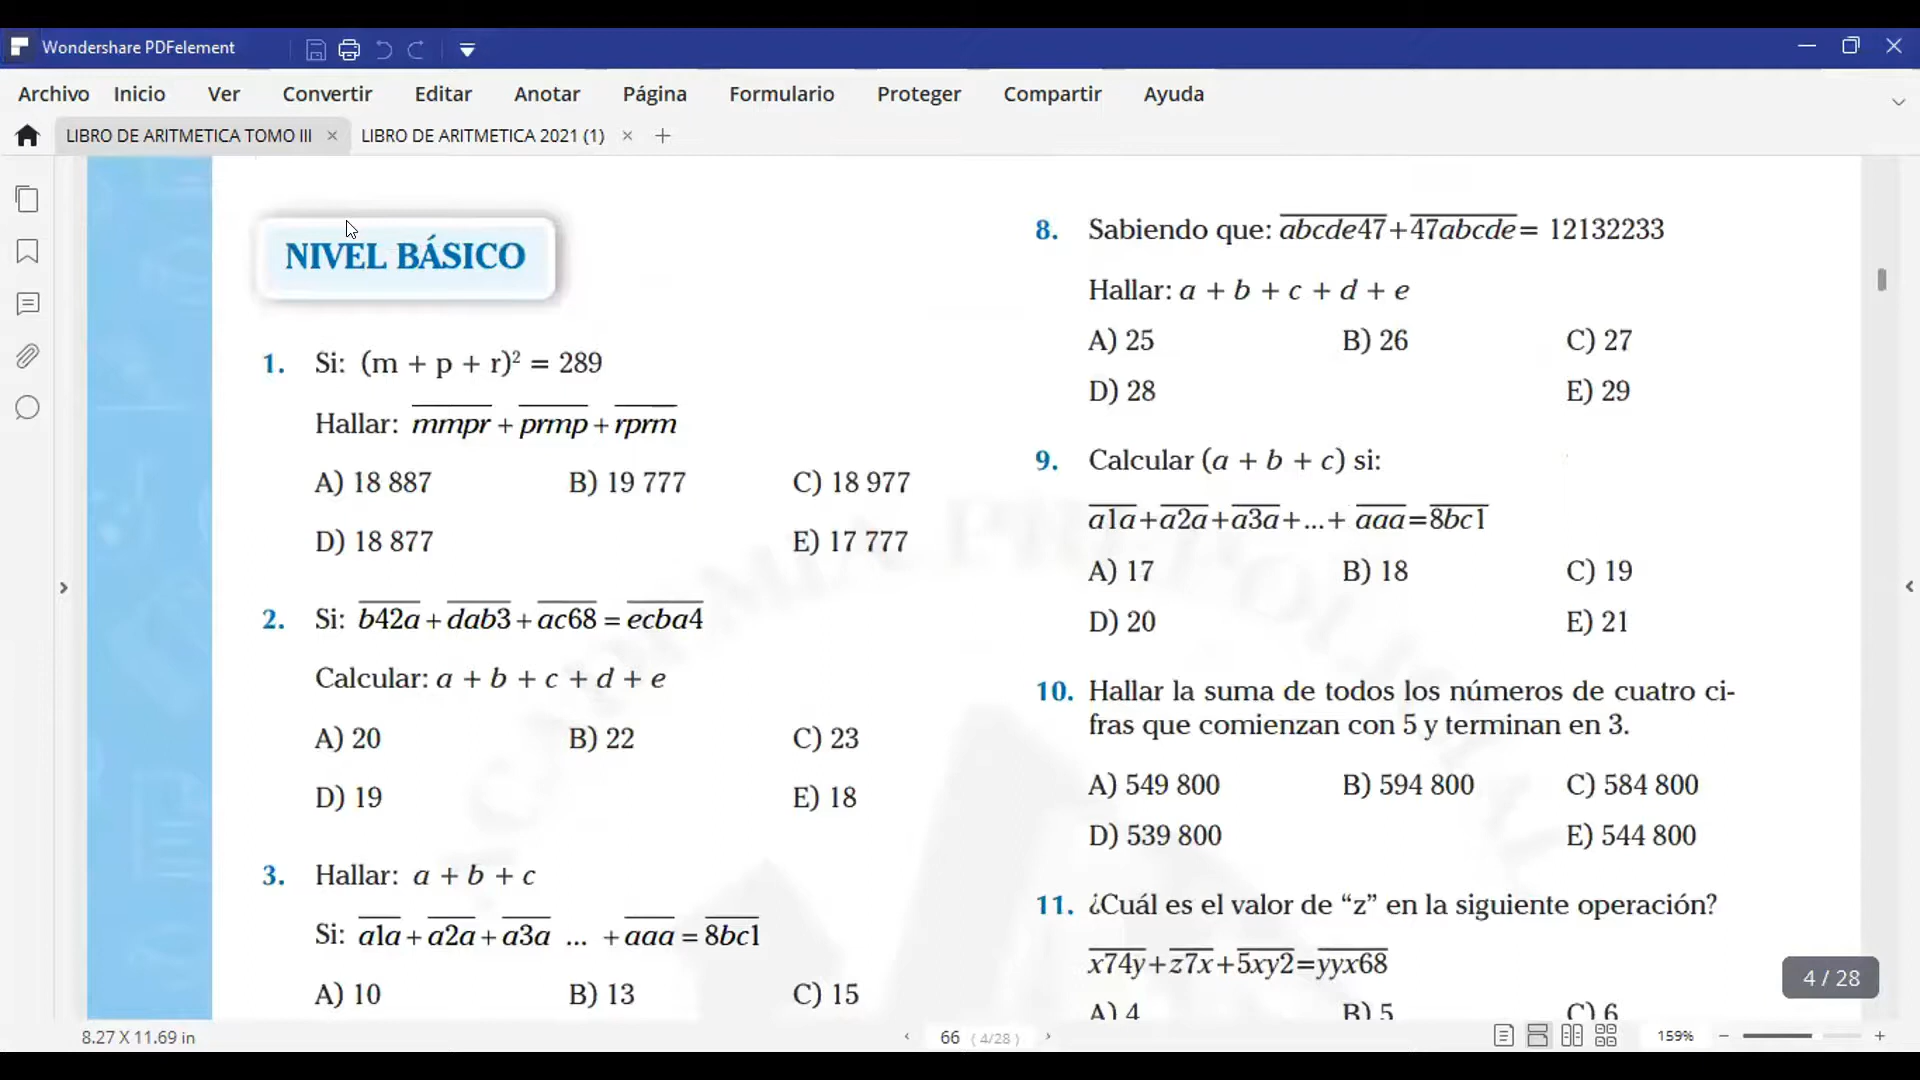 Wondershare PDFelement
Archivo Inicio Ver Convertir Editar Anotar Página Formulario Proteger Compartir Ayuda
LIBRO DE ARITMETICA TOMO III × LIBRO DE ARITMETICA 2021 (1) × +
NIVEL BÁSICO
1. Si: (m + p + r)² = 289
Hallar: mmpr + prmp + rprm
A) 18 887 B) 19 777 C) 18 977
D) 18 877 E) 17 777
2. Si: b42a + dab3 + ac68 = ecba4
Calcular: a + b + c + d + e
A) 20 B) 22 C) 23
D) 19 E) 18
3. Hallar: a + b + c
Si: a1a + a2a + a3a ... + aaa = 8bc1
A) 10 B) 13 C) 15
8. Sabiendo que: abcde47 + 47abcde = 12132233
Hallar: a + b + c + d + e
A) 25 B) 26 C) 27
D) 28 E) 29
9. Calcular (a + b + c) si:
a1a + a2a + a3a + ... + aaa = 8bc1
A) 17 B) 18 C) 19
D) 20 E) 21
10. Hallar la suma de todos los números de cuatro ci-
fras que comienzan con 5 y terminan en 3.
A) 549 800 B) 594 800 C) 584 800
D) 539 800 E) 544 800
11. ¿Cuál es el valor de “z” en la siguiente operación?
x74y + z7x + 5xy2 = yyx68
A) 4 B) 5 C) 6
ACADEMIA PRE POLICIAL
4 / 28
8.27 X 11.69 in ‹ 66 ( 4/28 ) › 159% − +